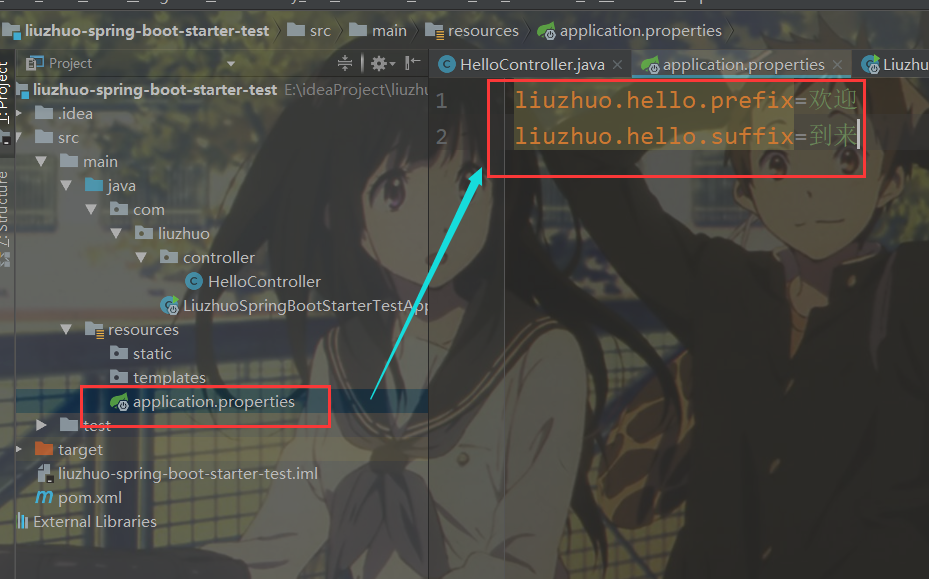 liuzhuo-spring-boot-starter-test src main resources application.properties
Project
HelloController.java
application.properties
Liuzhu
1: Project
7: Structure
liuzhuo-spring-boot-starter-test E:\ideaProject\liuzhu
.idea
src
main
java
com
liuzhuo
controller
HelloController
LiuzhuoSpringBootStarterTestApp
resources
static
templates
application.properties
test
target
liuzhuo-spring-boot-starter-test.iml
pom.xml
External Libraries
1 liuzhuo.hello.prefix=欢迎
2 liuzhuo.hello.suffix=到来